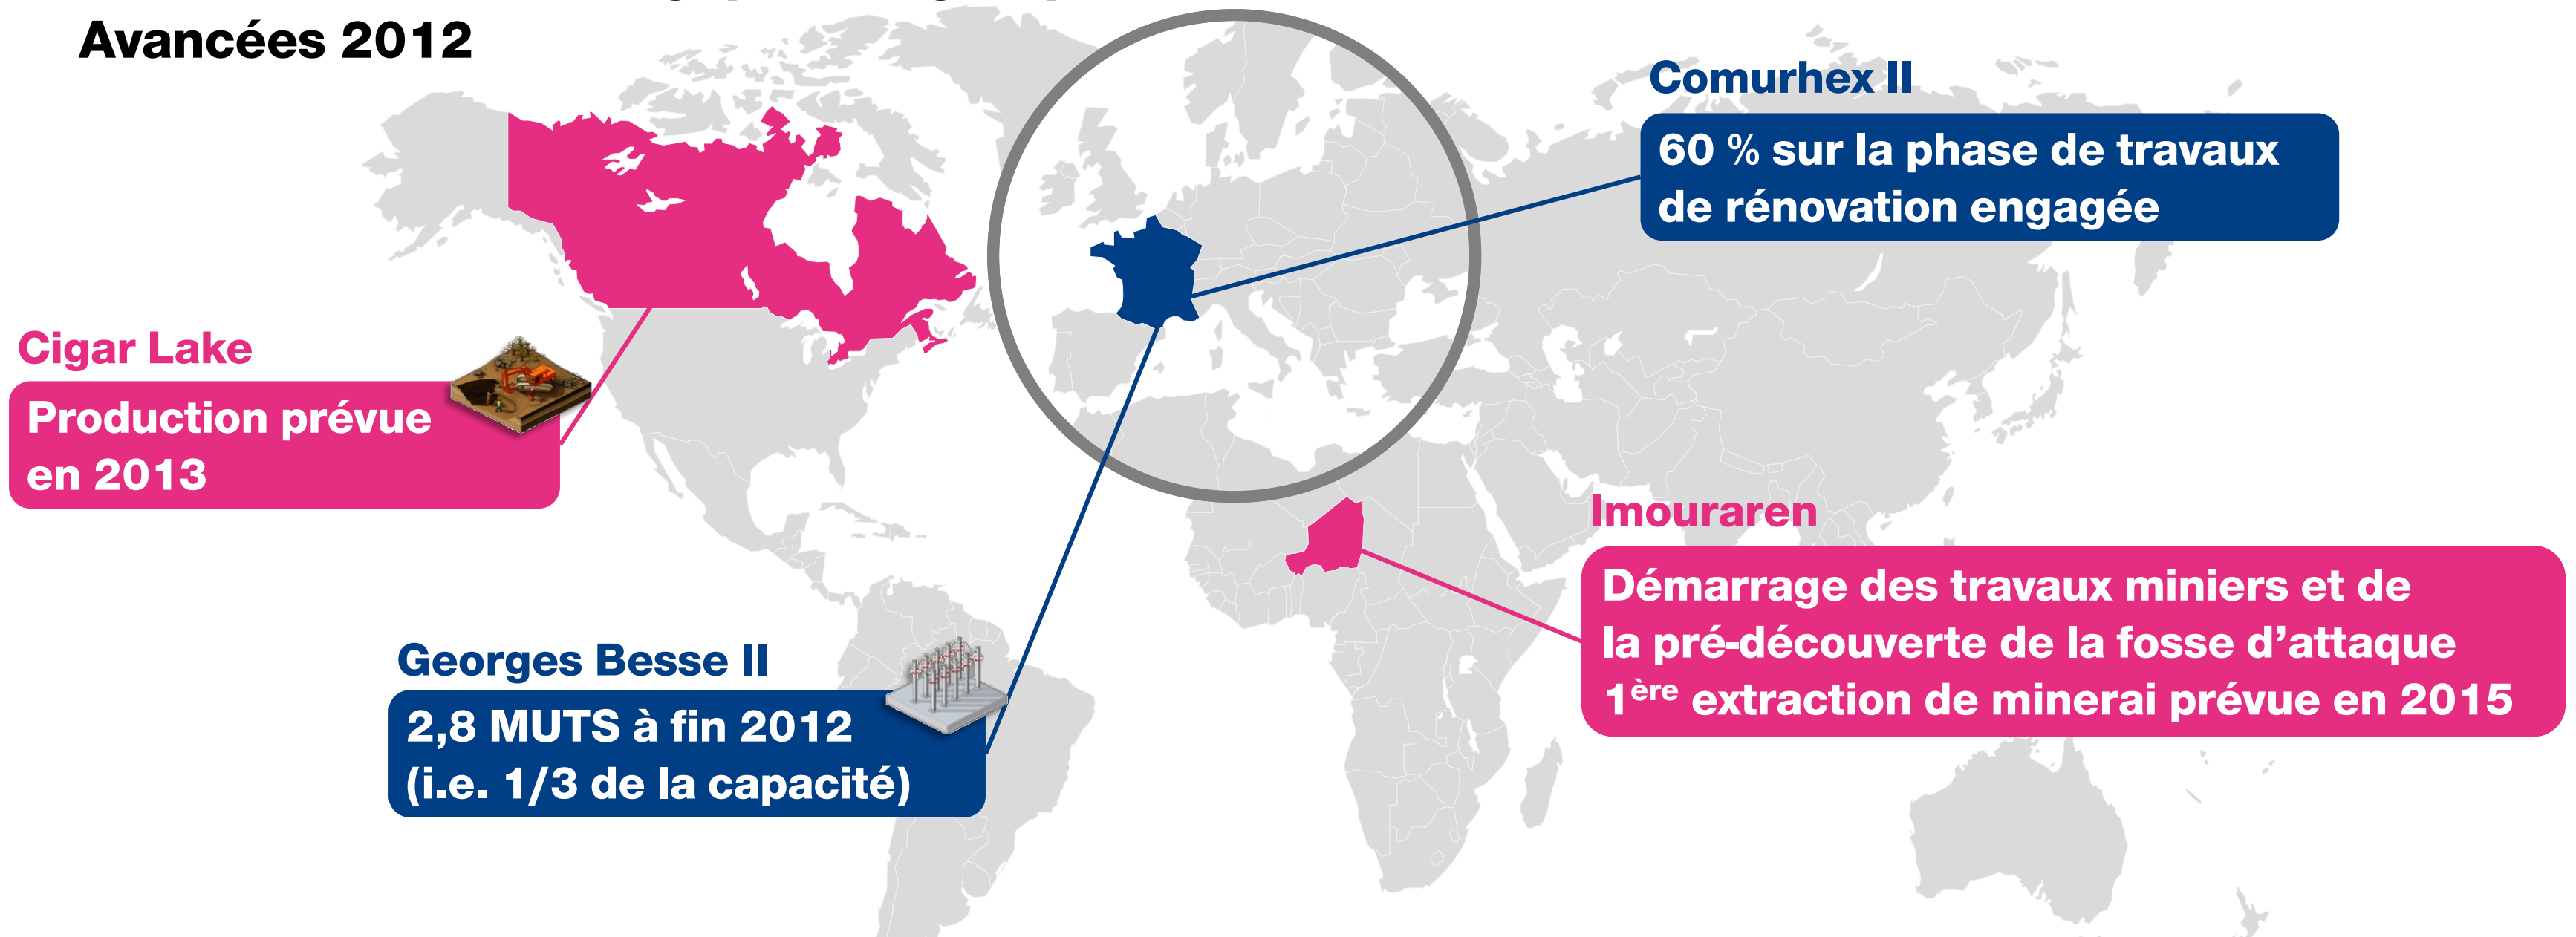 Avancées 2012
Comurhex II
60 % sur la phase de travaux
de rénovation engagée
Cigar Lake
Production prévue
en 2013
Imouraren
Démarrage des travaux miniers et de
la pré-découverte de la fosse d’attaque
1ère extraction de minerai prévue en 2015
Georges Besse II
2,8 MUTS à fin 2012
(i.e. 1/3 de la capacité)